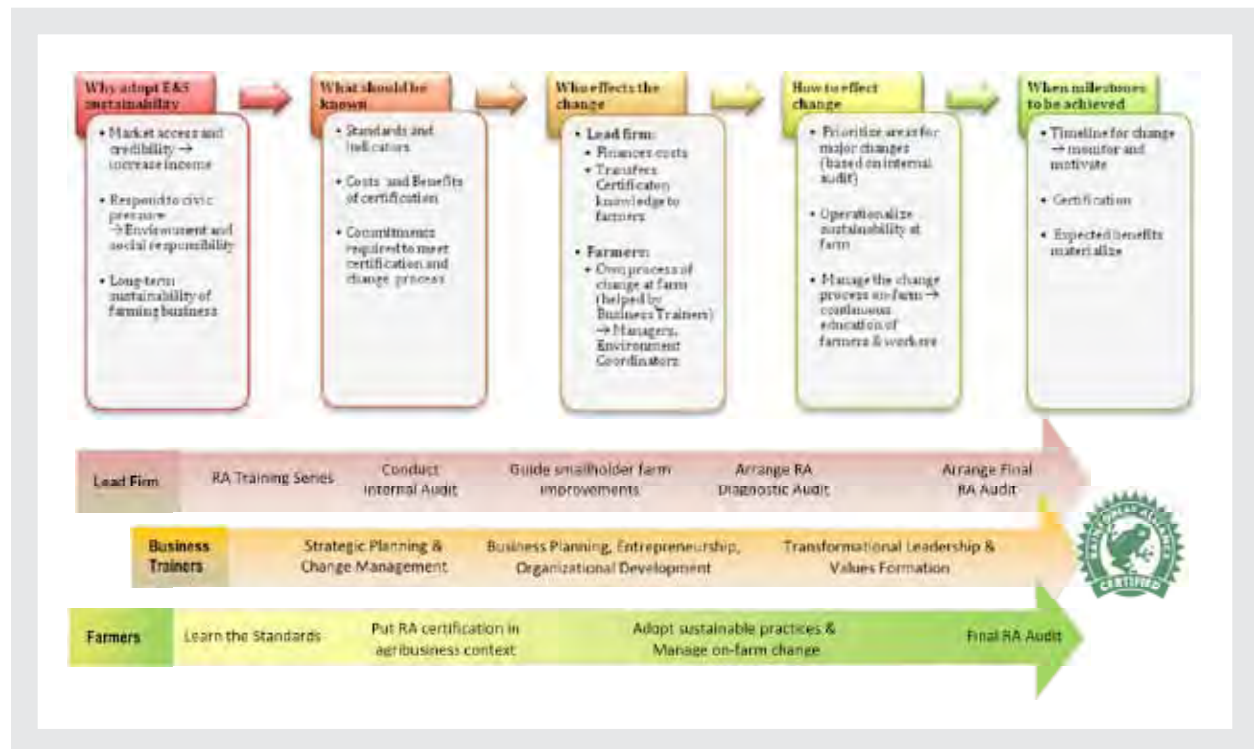 Why adopt E&S
sustainability
• Market access and
credibility →
increase income
• Respond to civic
pressure
→Environment and
social responsibility
• Long-term
sustainability of
farming business
What should be
known
• Standards and
indicators
• Costs and Benefits
of certification
• Commitments
required to meet
certification and
change process
Who effects the
change
• Lead firm:
• Finances costs
• Transfers
Certificaton
knowledge to
farmers
• Farmers:
• Own process of
change at farm
(helped by
Business Trainers)
→ Managers,
Environment
Coordinators
How to effect
change
• Prioritize areas for
major changes
(based on internal
audit)
• Operationalize
sustainability at
farm
• Manage the change
process on-farm →
continuous
education of
farmers & workers
When milestones
to be achieved
• Timeline for change
→ monitor and
motivate
• Certification
• Expected benefits
materialize
Lead Firm
RA Training Series
Conduct
Internal Audit
Guide smallholder farm
improvements
Arrange RA
Diagnostic Audit
Arrange Final
RA Audit
Business
Trainers
Strategic Planning &
Change Management
Business Planning, Entrepreneurship,
Organizational Development
Transformational Leadership &
Values Formation
Farmers
Learn the Standards
Put RA certification in
agribusiness context
Adopt sustainable practices &
Manage on-farm change
Final RA Audit
RAINFOREST ALLIANCE
CERTIFIED